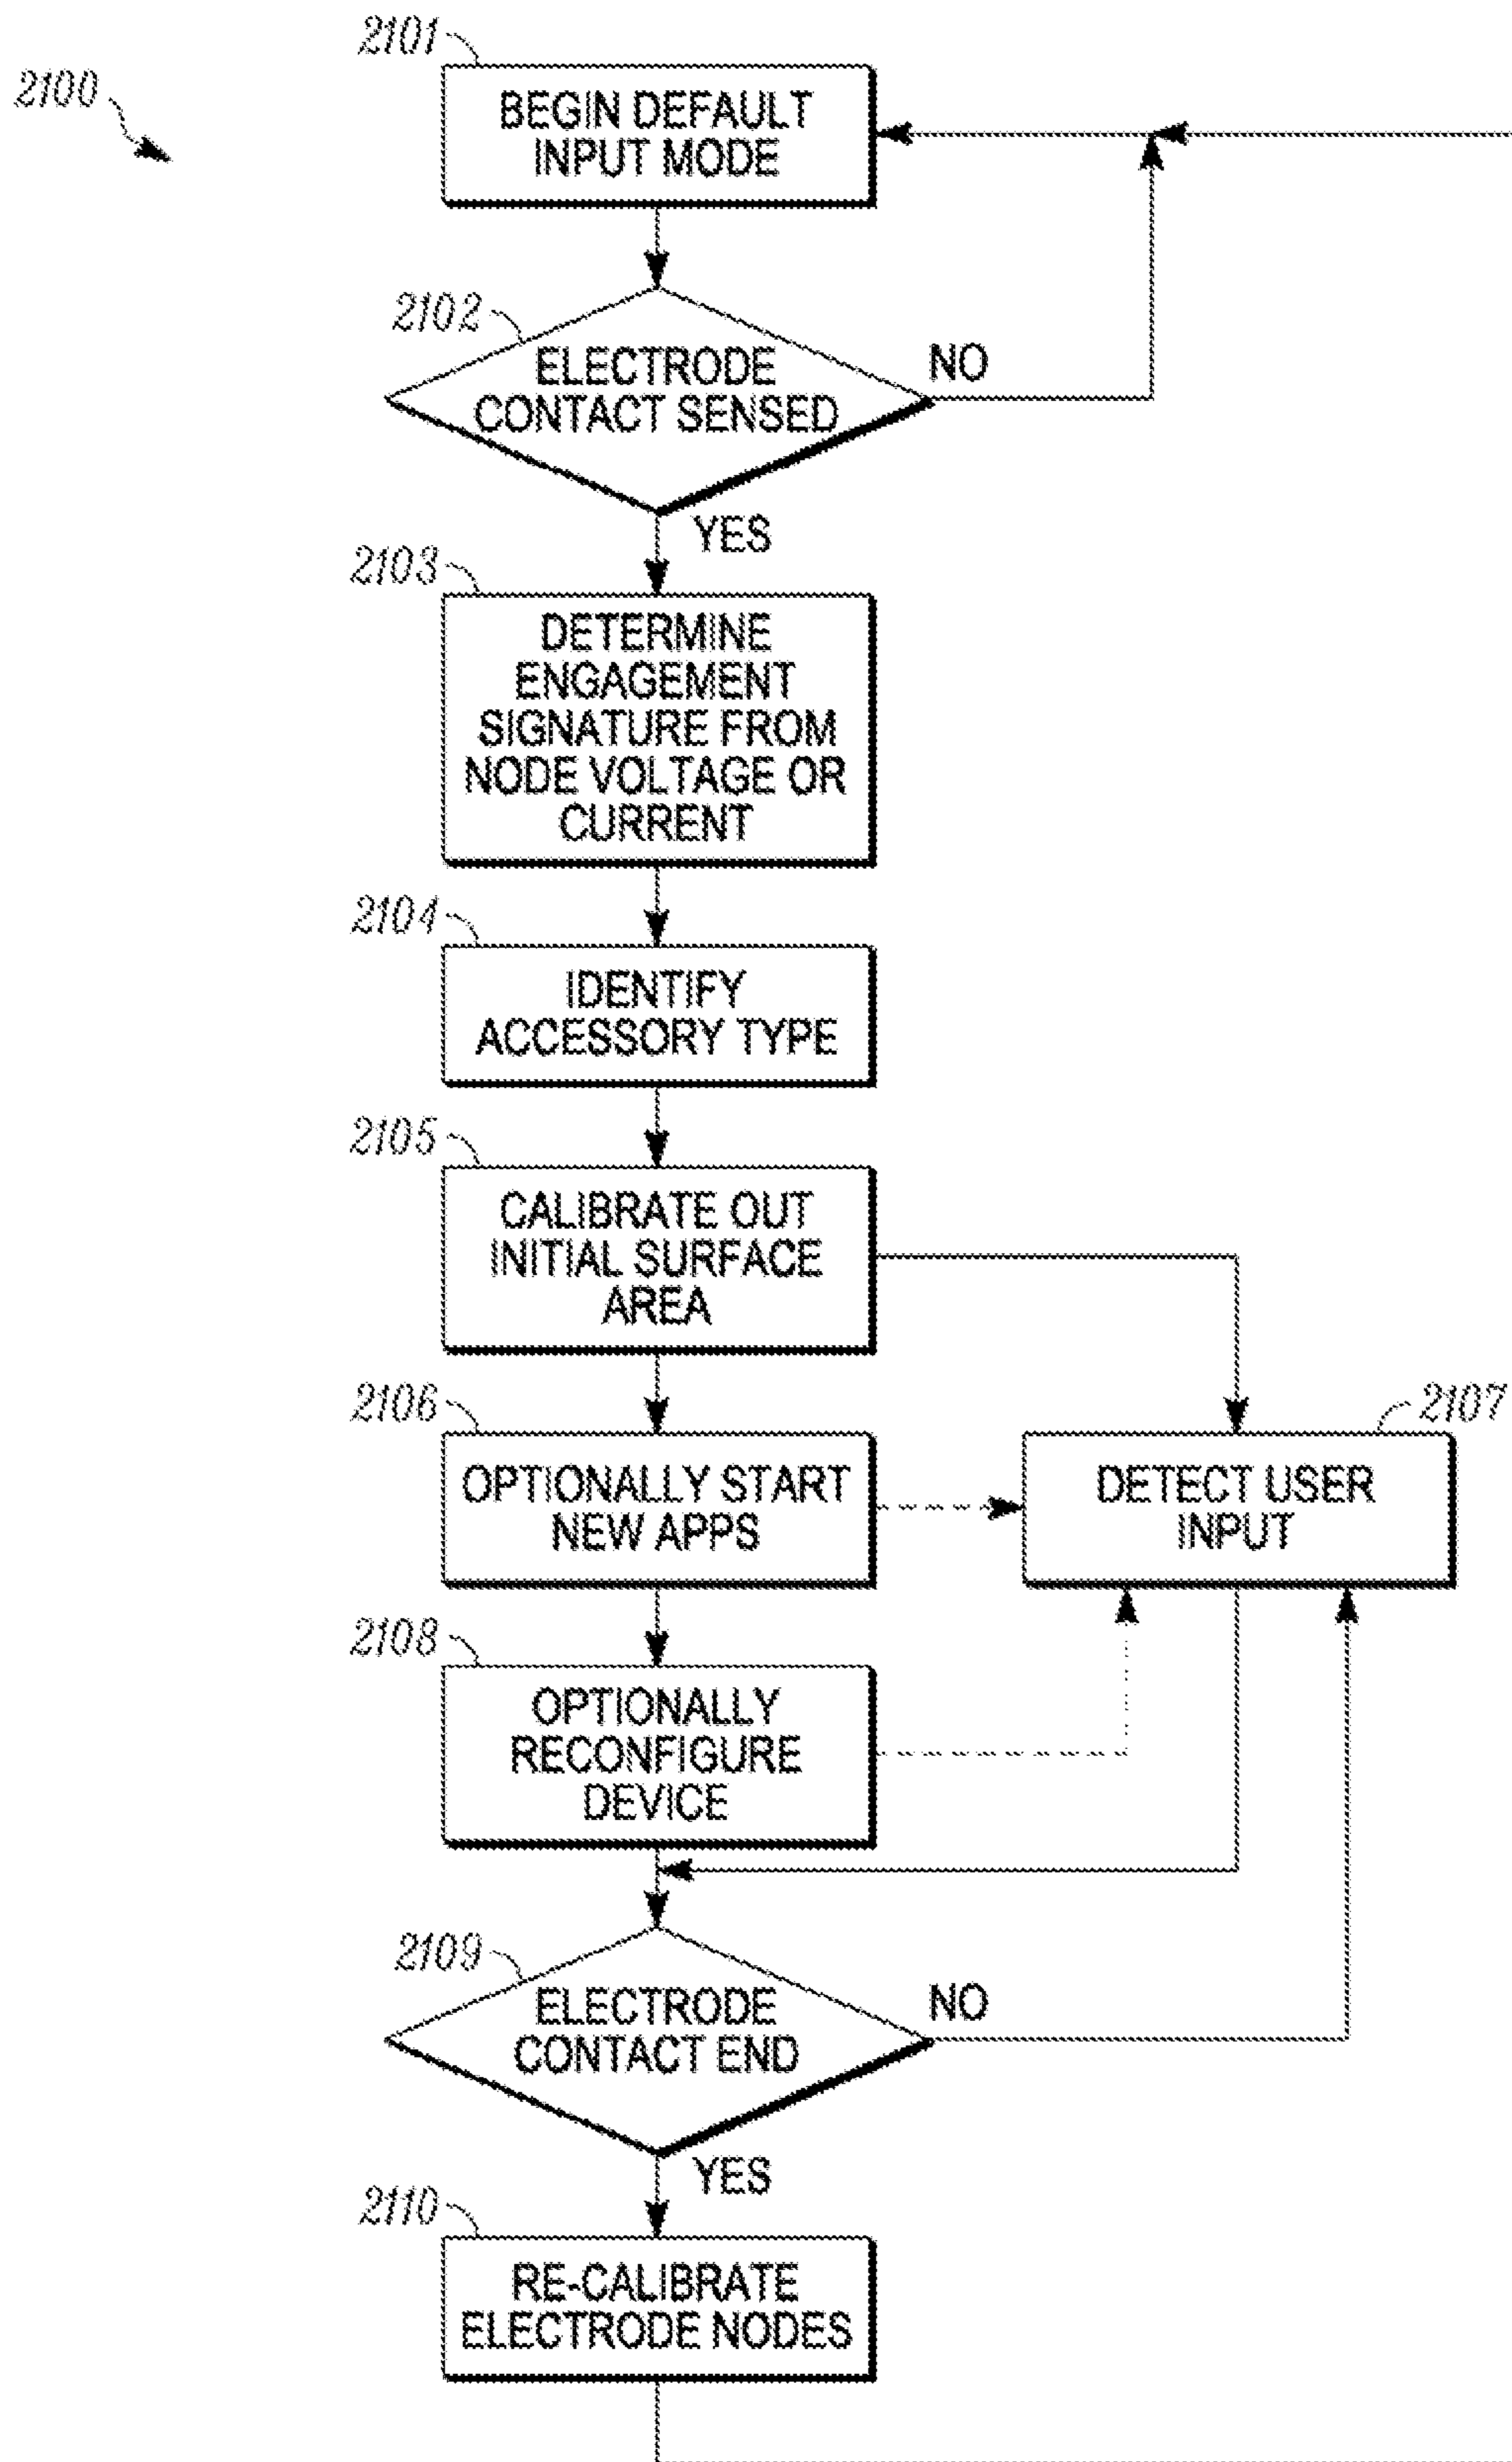 2100
2101
BEGIN DEFAULT
INPUT MODE
2102
ELECTRODE
CONTACT SENSED
NO
YES
2103
DETERMINE
ENGAGEMENT
SIGNATURE FROM
NODE VOLTAGE OR
CURRENT
2104
IDENTIFY
ACCESSORY TYPE
2105
CALIBRATE OUT
INITIAL SURFACE
AREA
2106
OPTIONALLY START
NEW APPS
2107
DETECT USER
INPUT
2108
OPTIONALLY
RECONFIGURE
DEVICE
2109
ELECTRODE
CONTACT END
NO
YES
2110
RE-CALIBRATE
ELECTRODE NODES